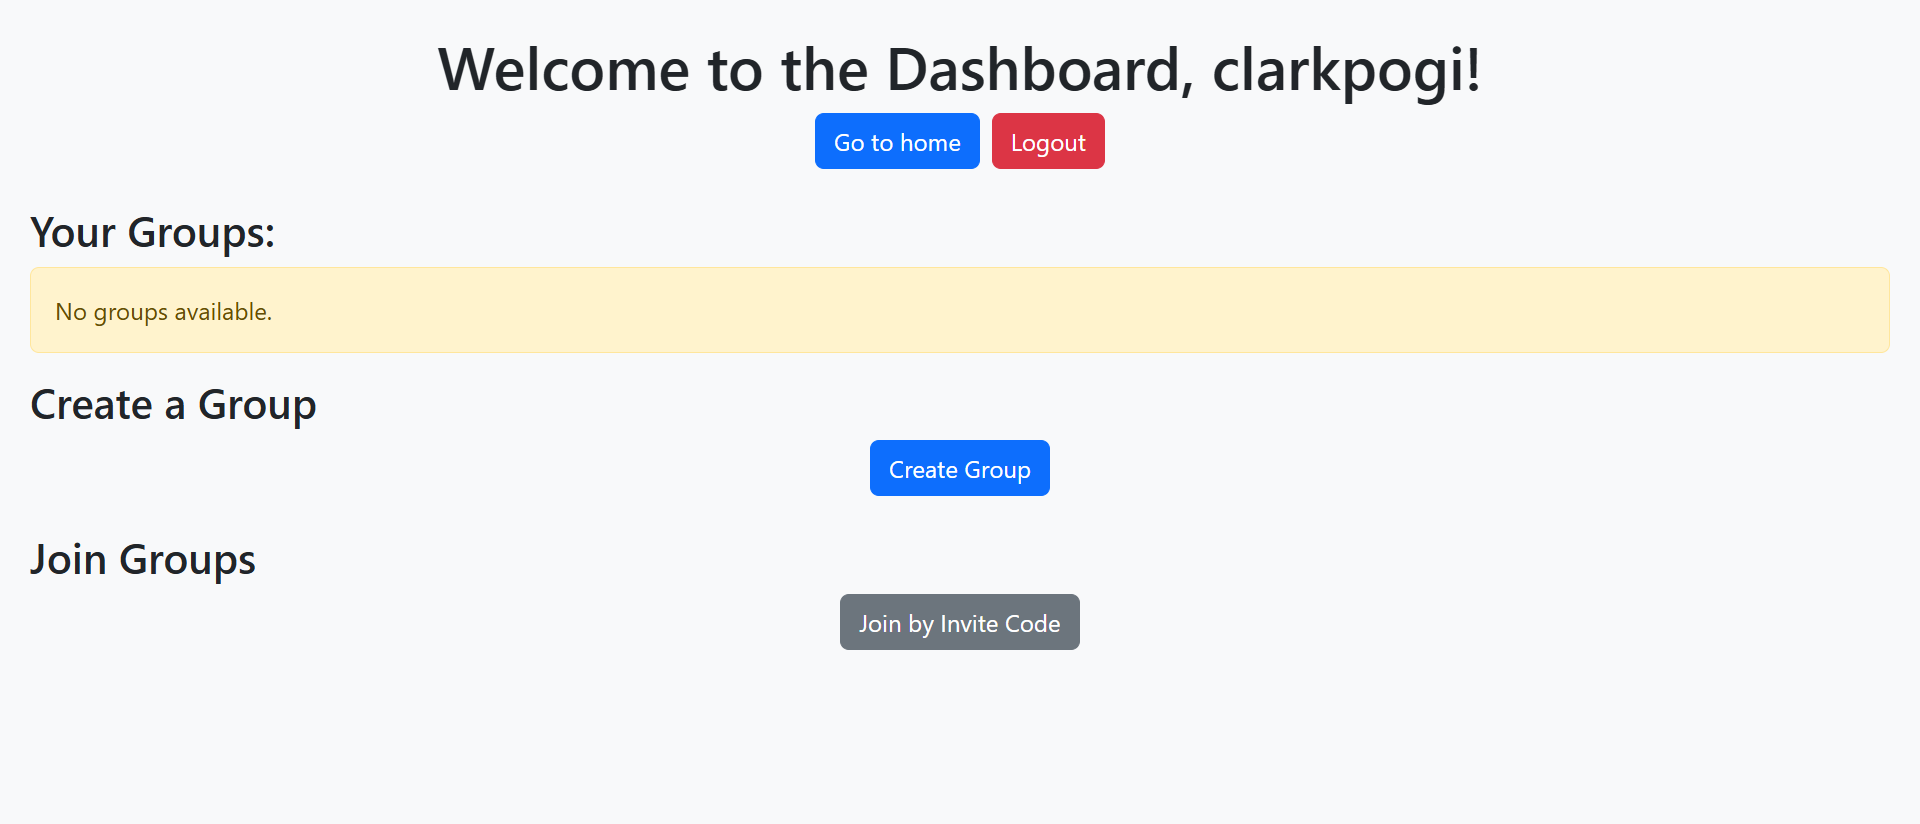 Welcome to the Dashboard, clarkpogi!
Go to home Logout
Your Groups:
No groups available.
Create a Group
Create Group
Join Groups
Join by Invite Code